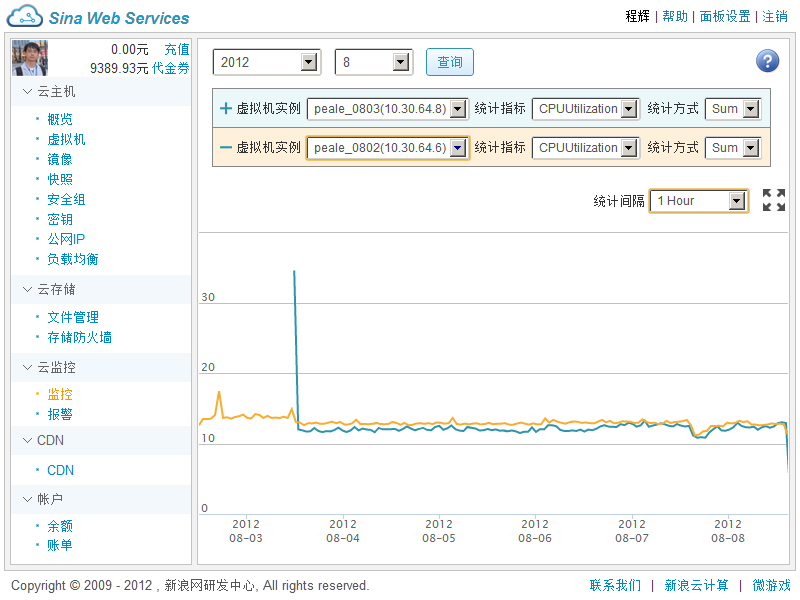 Sina Web Services
程辉 | 帮助 | 面板设置 | 注销
0.00元 充值
9389.93元 代金券
云主机
概览
虚拟机
镜像
快照
安全组
密钥
公网IP
负载均衡
云存储
文件管理
存储防火墙
云监控
监控
报警
CDN
CDN
帐户
余额
账单
2012 8 查询 ?
虚拟机实例 peale_0803(10.30.64.8) 统计指标 CPUUtilization 统计方式 Sum
虚拟机实例 peale_0802(10.30.64.6) 统计指标 CPUUtilization 统计方式 Sum
统计间隔 1 Hour
30
20
10
0
2012 2012 2012 2012 2012 2012
08-03 08-04 08-05 08-06 08-07 08-08
Copyright © 2009 - 2012 , 新浪网研发中心, All rights reserved.
联系我们 | 新浪云计算 | 微游戏